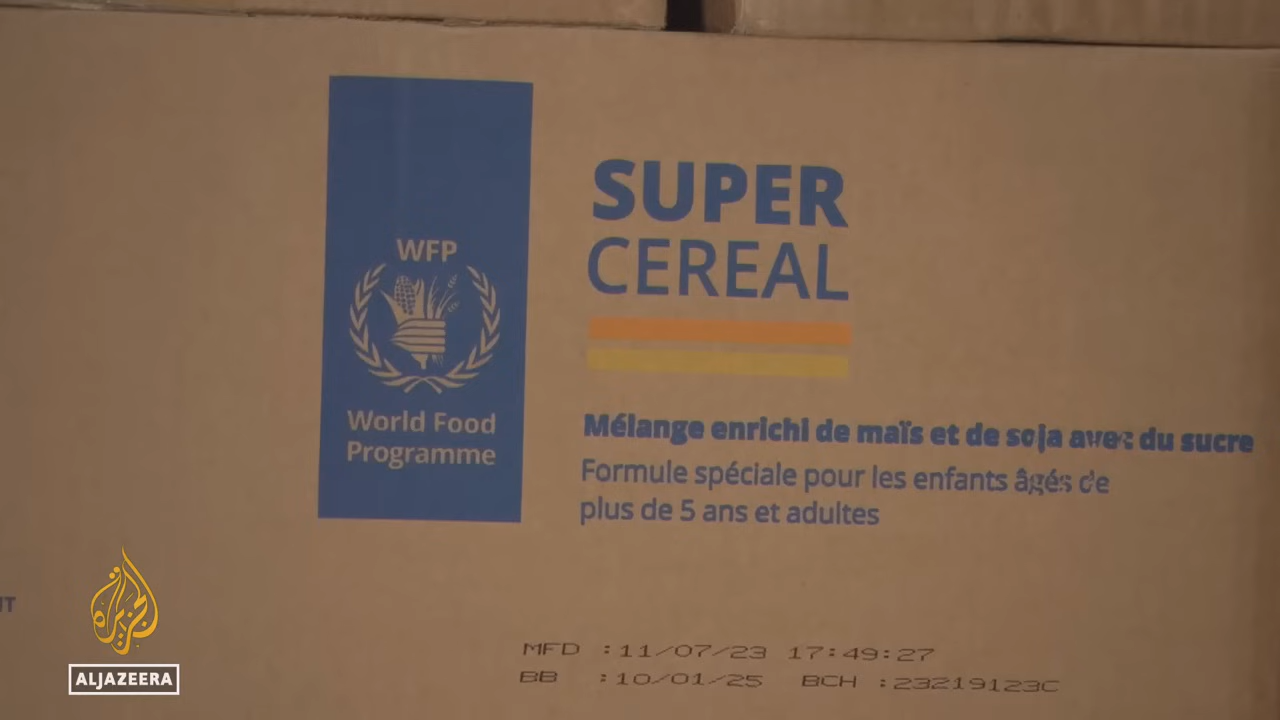 WFP
World Food
Programme
SUPER
CEREAL
Mélange enrichi de maïs et de soja avec du sucre
Formule spéciale pour les enfants âgés de
plus de 5 ans et adultes
MFD :11/07/23 17:49:27
BB :10/01/25 BCH :23219123C
الجزيرة
ALJAZEERA